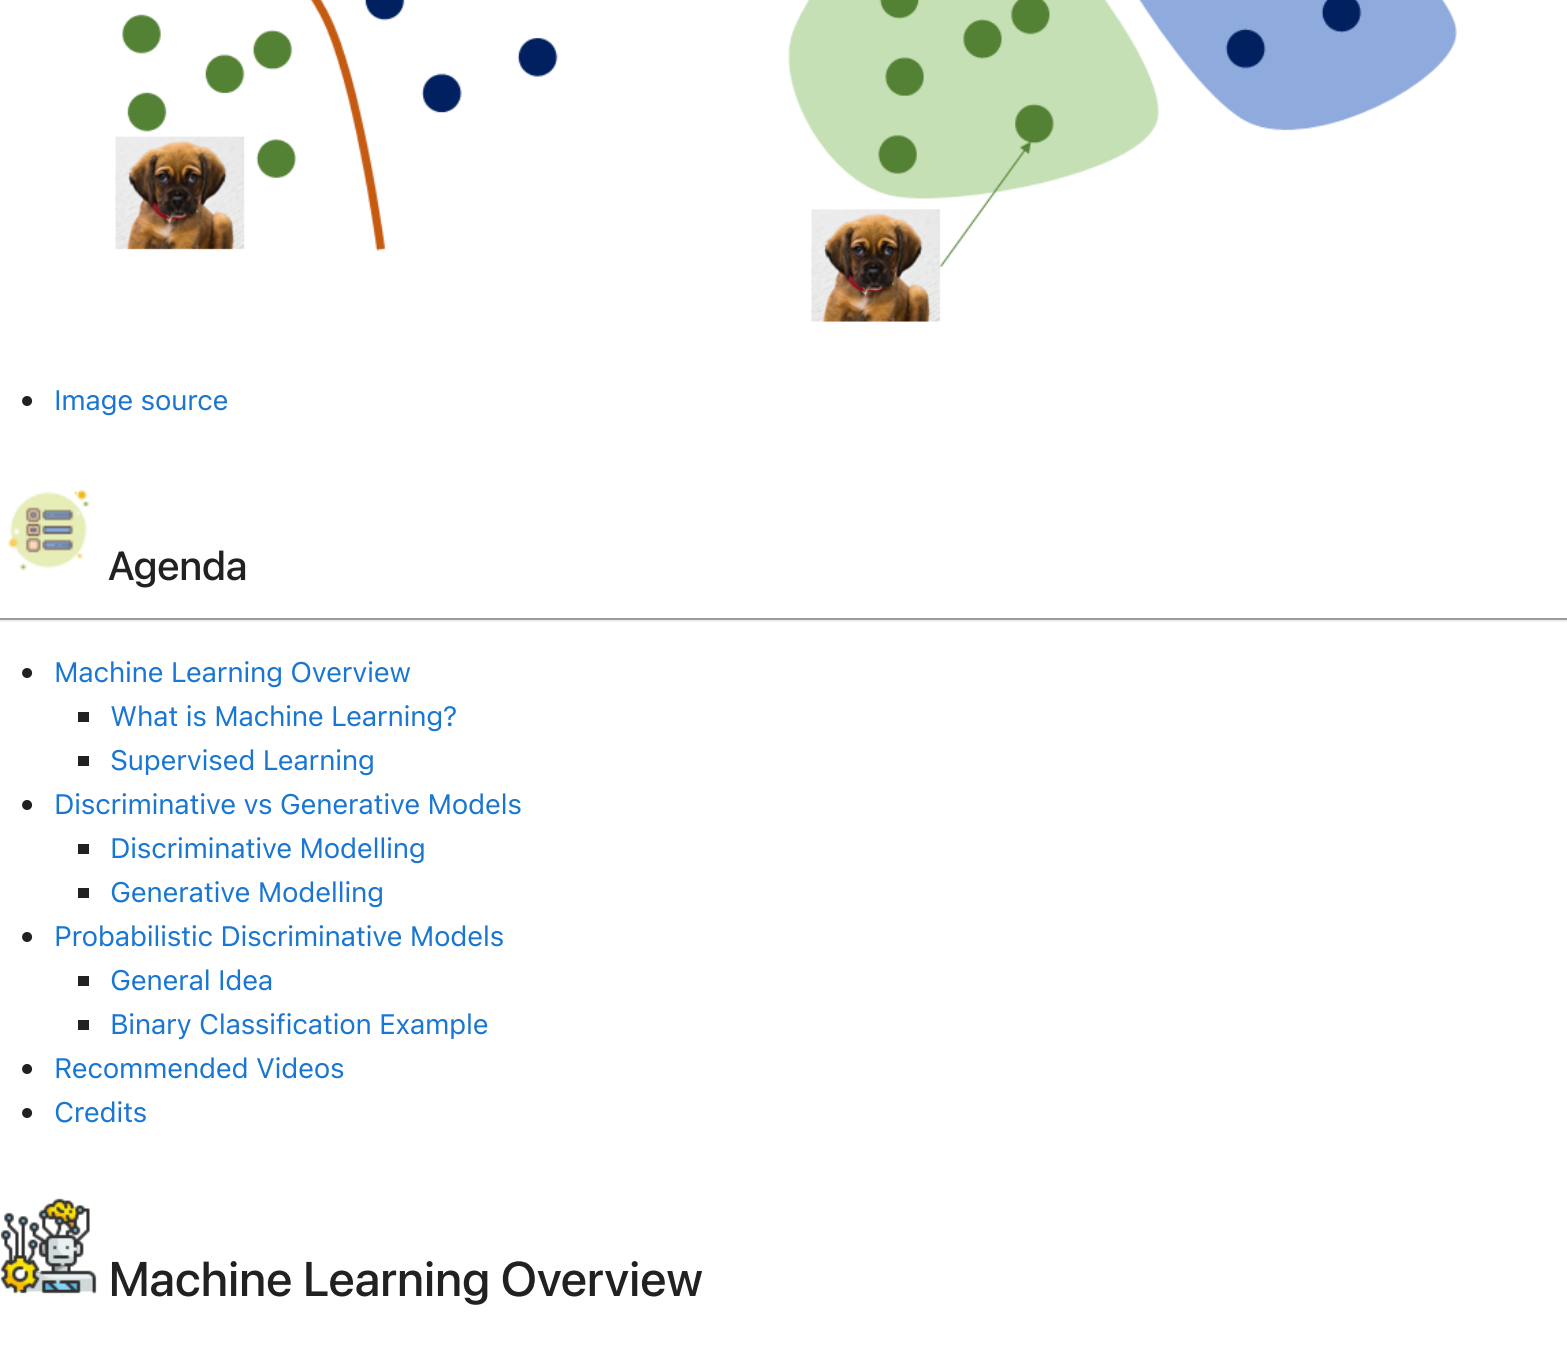 Image source
Agenda
Machine Learning Overview
What is Machine Learning?
Supervised Learning
Discriminative vs Generative Models
Discriminative Modelling
Generative Modelling
Probabilistic Discriminative Models
General Idea
Binary Classification Example
Recommended Videos
Credits
Machine Learning Overview